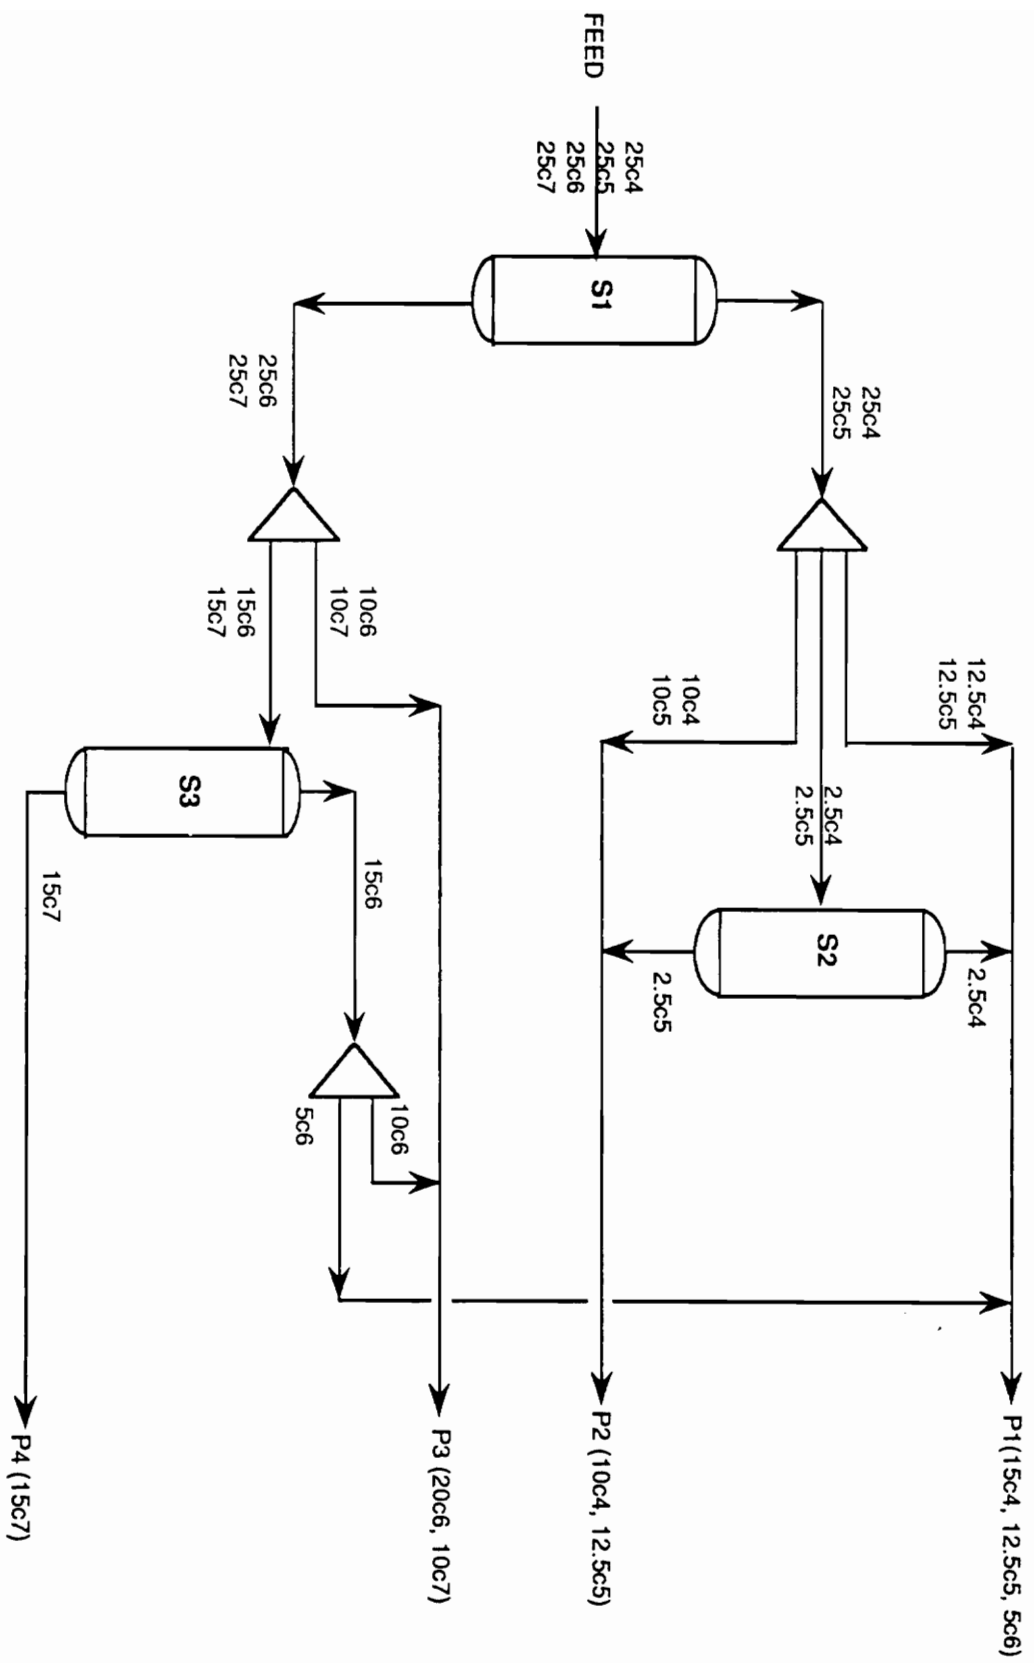 FEED
25c4
25c5
25c6
25c7
S1
25c4
25c5
25c6
25c7
12.5c4
12.5c5
10c4
10c5
2.5c4
2.5c5
S2
2.5c4
2.5c5
10c6
10c7
15c6
15c7
S3
15c6
15c7
10c6
5c6
P1(15c4, 12.5c5, 5c6)
P2 (10c4, 12.5c5)
P3 (20c6, 10c7)
P4 (15c7)